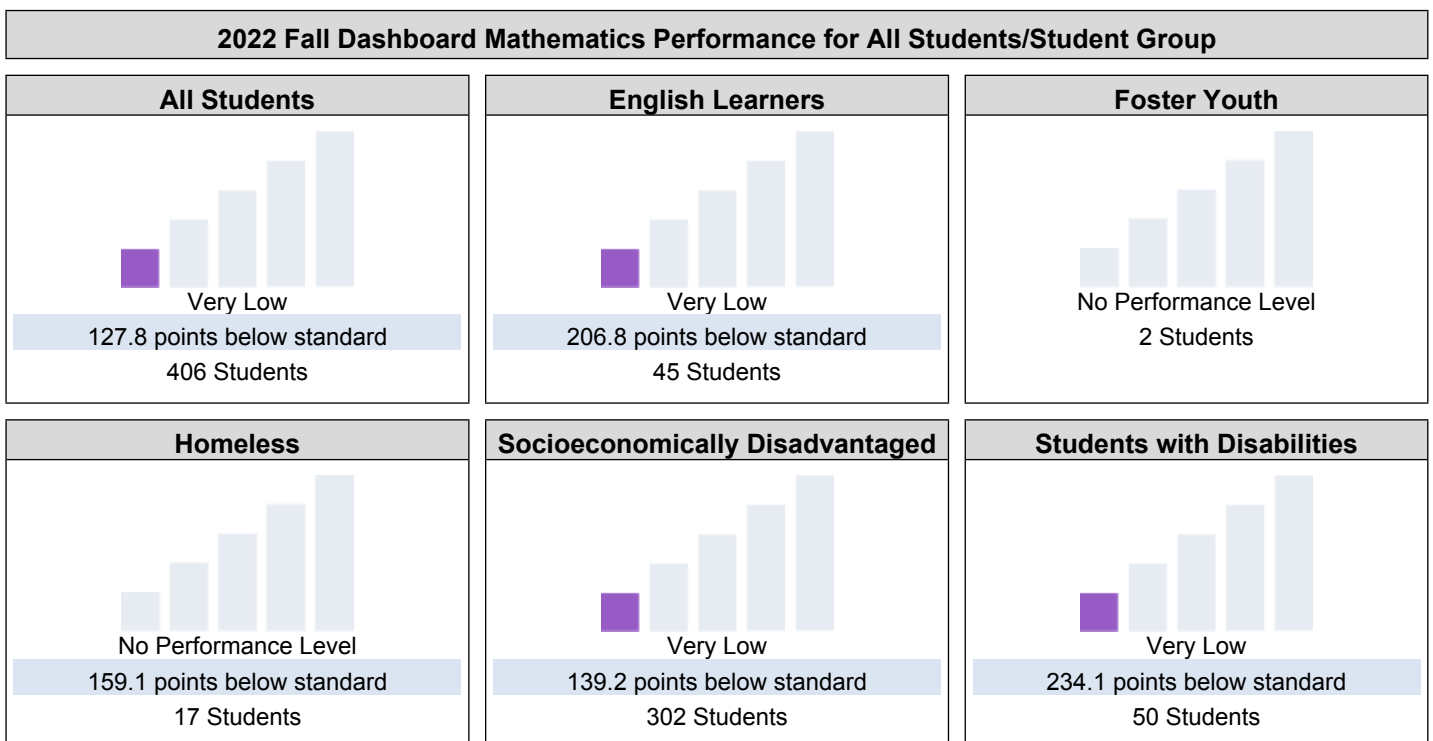 2022 Fall Dashboard Mathematics Performance for All Students/Student Group
All Students
Very Low
127.8 points below standard
406 Students
English Learners
Very Low
206.8 points below standard
45 Students
Foster Youth
No Performance Level
2 Students
Homeless
No Performance Level
159.1 points below standard
17 Students
Socioeconomically Disadvantaged
Very Low
139.2 points below standard
302 Students
Students with Disabilities
Very Low
234.1 points below standard
50 Students